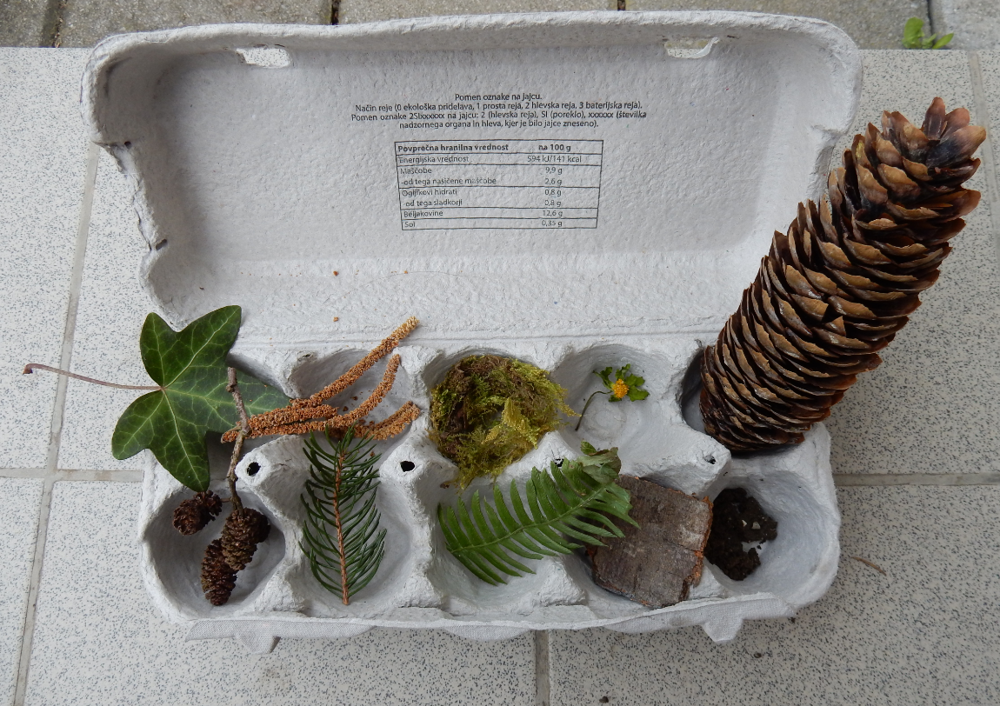 Pomen oznake na jajcu.
Način reje (0 ekološka pridelava, 1 prosta reja, 2 hlevska reja, 3 baterijska reja).
Pomen oznake 2SIxxxxxx na jajcu: 2 (hlevska reja), SI (poreklo), xxxxxx (številka
nadzornega organa in hleva, kjer je bilo jajce zneseno).
Povprečna hranilna vrednost na 100 g
Energijska vrednost 594 kJ/141 kcal
Maščobe 9,9 g
-od tega nasičene maščobe 2,6 g
Ogljikovi hidrati 0,8 g
-od tega sladkorji 0,8 g
Beljakovine 12,6 g
Sol 0,35 g